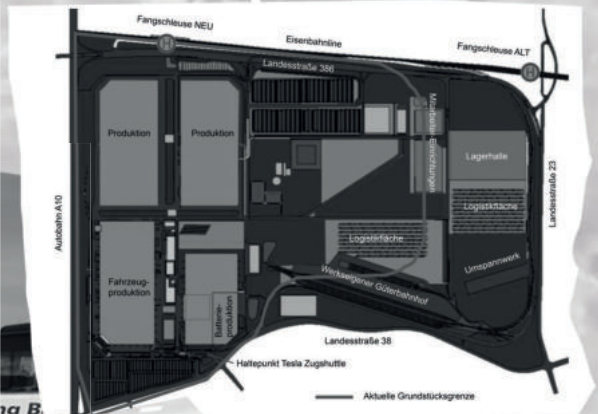 Fangschleuse NEU
H
Eisenbahnline
Fangschleuse ALT
H
Landesstraße 386
Produktion
Produktion
Mitarbeiter-Einrichtungen
Lagerhalle
Autobahn A10
Landesstraße 23
Logistikfläche
Logistikfläche
Fahrzeug-
produktion
Batterie-
produktion
Werkseigener Güterbahnhof
Umspannwerk
Landesstraße 38
Haltepunkt Tesla Zugshuttle
Aktuelle Grundstücksgrenze